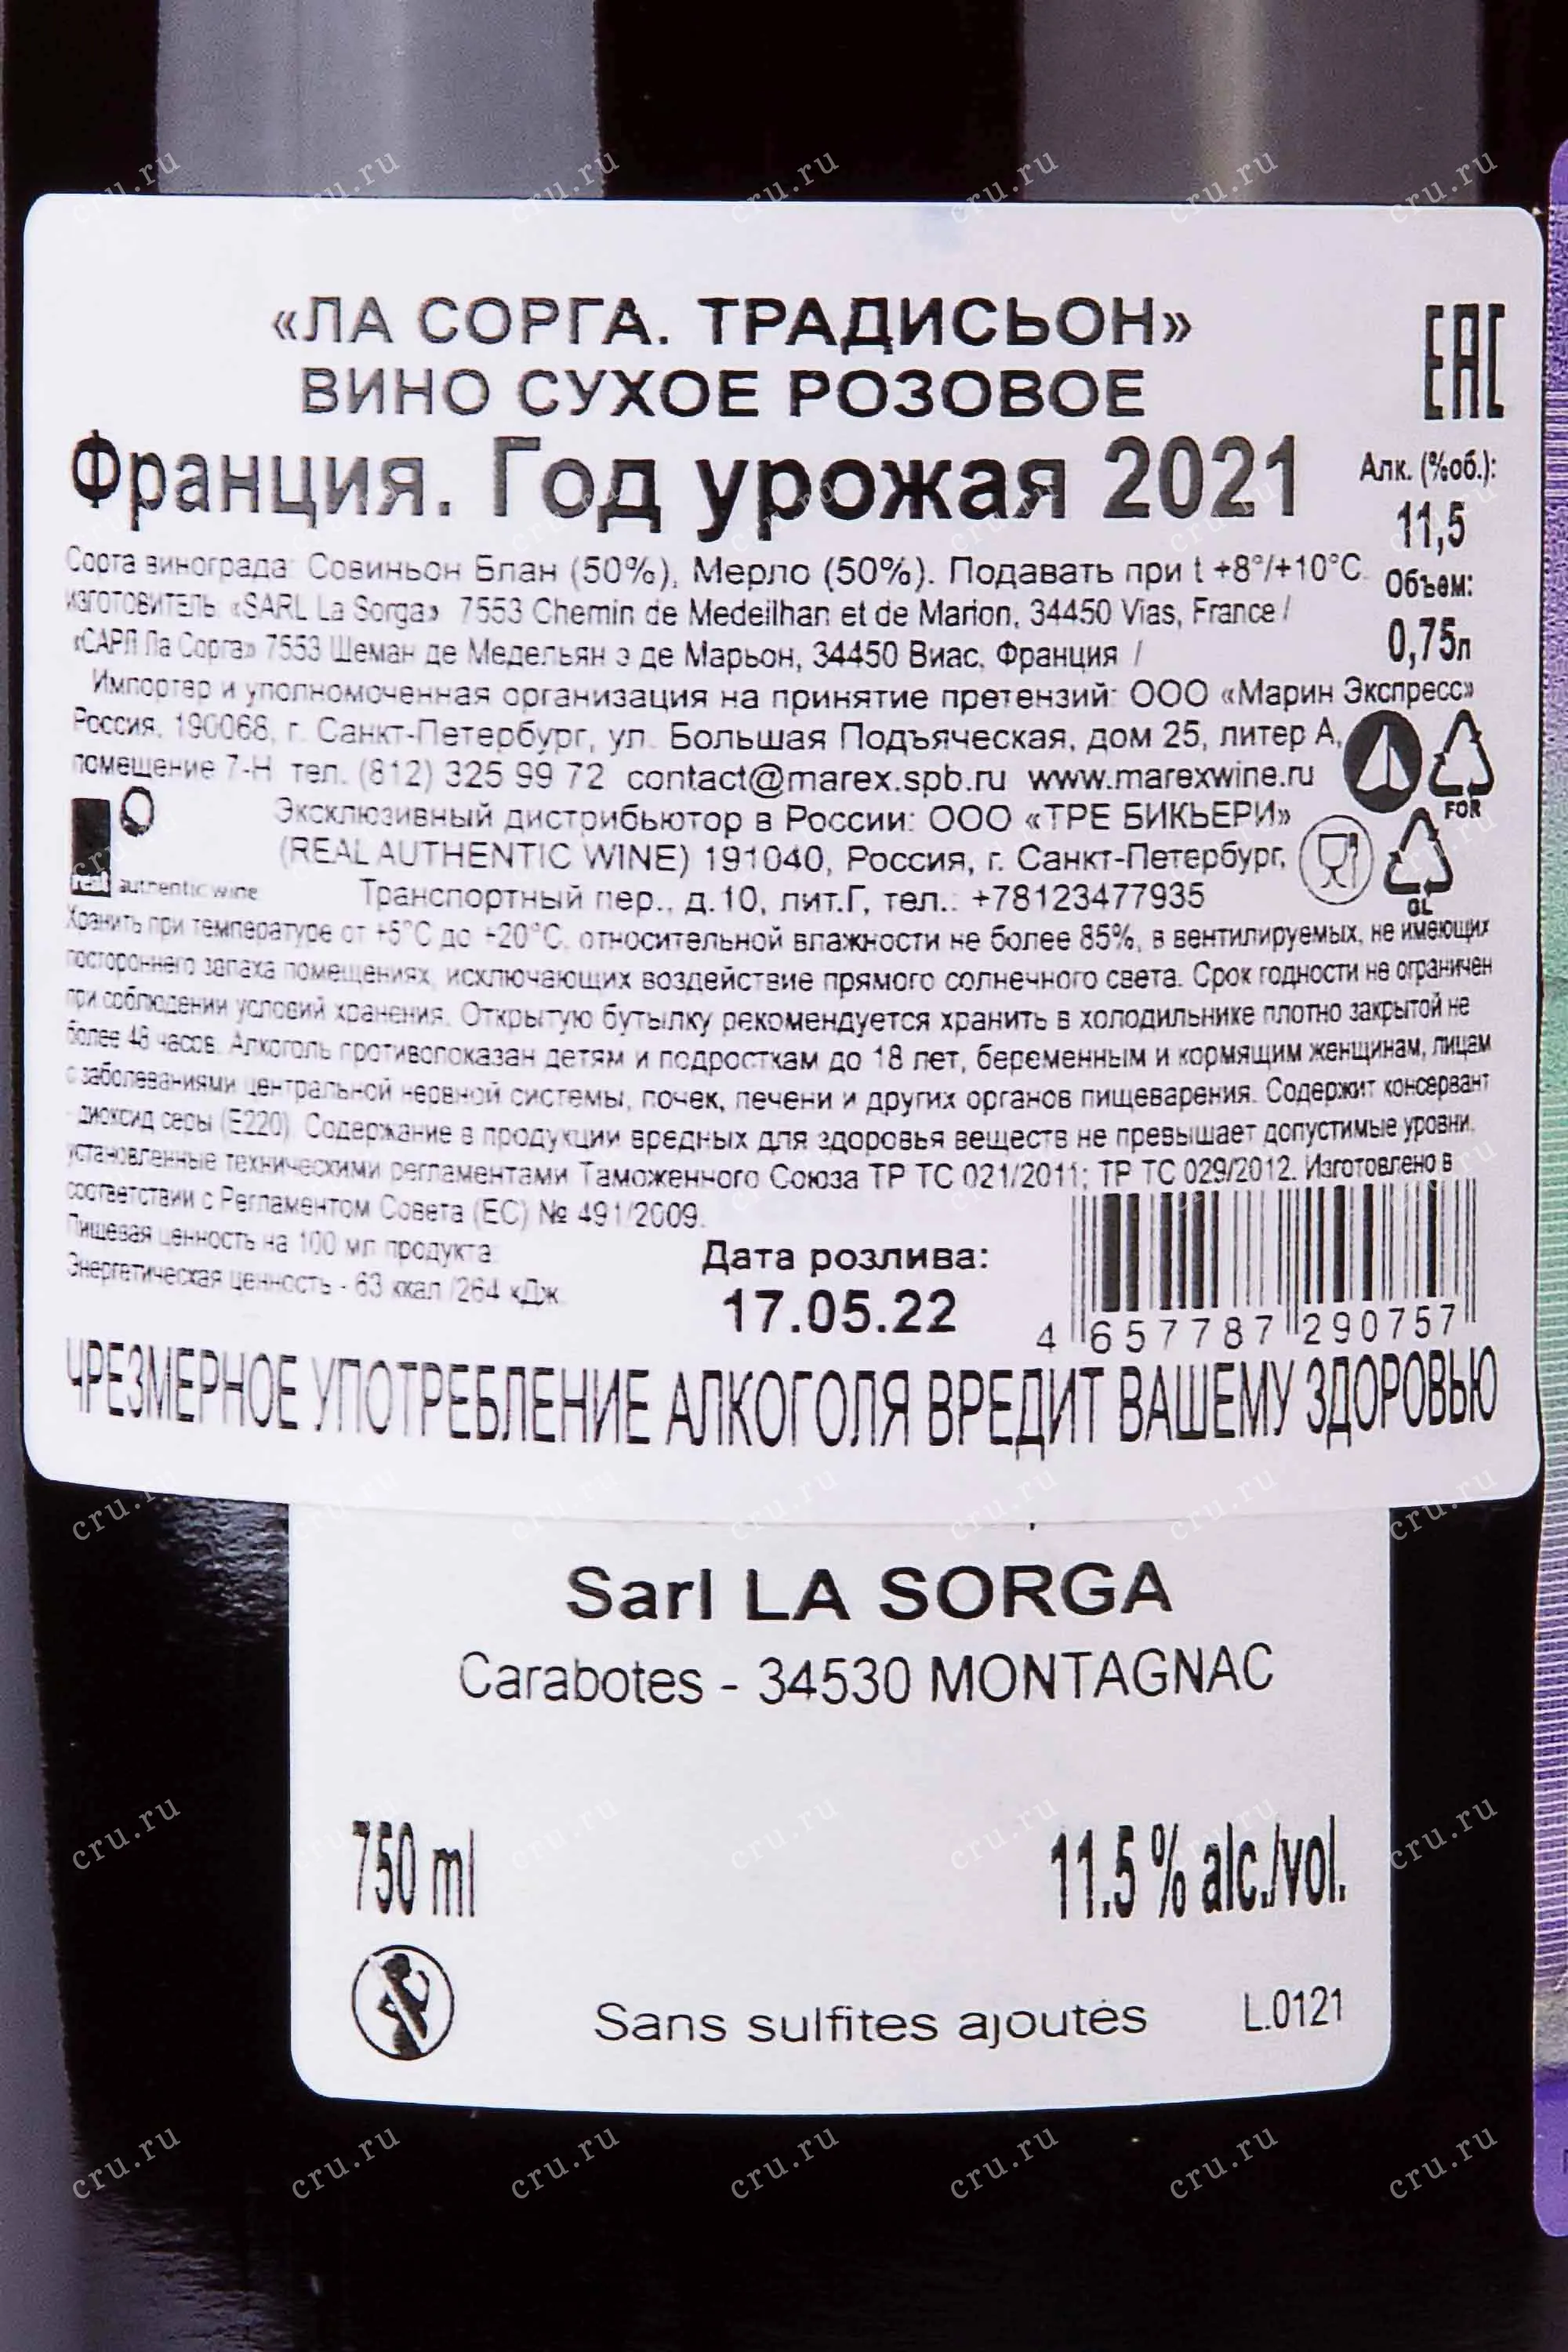 «ЛА СОРГА. ТРАДИСЬОН»
ВИНО СУХОЕ РОЗОВОЕ
Франция. Год урожая 2021
EAC
Алк. (%об.):
11,5
Объем:
0,75л
Сорта винограда: Совиньон Блан (50%), Мерло (50%). Подавать при t +8°/+10°C.
изготовитель «SARL La Sorga» 7553 Chemin de Medeilhan et de Marion, 34450 Vias, France /
«САРЛ Ла Сорга» 7553 Шеман де Медельян э де Марьон, 34450 Виас, Франция /
Импортер и уполномоченная организация на принятие претензий: ООО «Марин Экспресс»
Россия, 190068, г. Санкт-Петербург, ул. Большая Подъяческая, дом 25, литер А,
помещение 7-Н тел. (812) 325 99 72 contact@marex.spb.ru www.marexwine.ru
FOR
Эксклюзивный дистрибьютор в России: ООО «ТРЕ БИКЬЕРИ»
(REAL AUTHENTIC WINE) 191040, Россия, г. Санкт-Петербург,
Транспортный пер., д.10, лит.Г, тел.: +78123477935
real authentic wine
GL
Хранить при температуре от +5°C до +20°C, относительной влажности не более 85%, в вентилируемых, не имеющих
постороннего запаха помещениях, исключающих воздействие прямого солнечного света. Срок годности не ограничен
при соблюдении условий хранения. Открытую бутылку рекомендуется хранить в холодильнике плотно закрытой не
более 48 часов. Алкоголь противопоказан детям и подросткам до 18 лет, беременным и кормящим женщинам, лицам
с заболеваниями центральной нервной системы, почек, печени и других органов пищеварения. Содержит консервант
- диоксид серы (E220). Содержание в продукции вредных для здоровья веществ не превышает допустимые уровни,
установленные техническими регламентами Таможенного Союза ТР ТС 021/2011; ТР ТС 029/2012. Изготовлено в
соответствии с Регламентом Совета (ЕС) № 491/2009.
Пищевая ценность на 100 мл продукта:
Энергетическая ценность - 63 ккал /264 кДж
Дата розлива:
17.05.22
4 657787 290757
ЧРЕЗМЕРНОЕ УПОТРЕБЛЕНИЕ АЛКОГОЛЯ ВРЕДИТ ВАШЕМУ ЗДОРОВЬЮ
Sarl LA SORGA
Carabotes - 34530 MONTAGNAC
750 ml
11.5 % alc./vol.
Sans sulfites ajoutés
L.0121
cru.ru